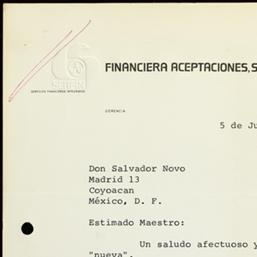 FINANCIERA ACEPTACIONES, S
SERFIN
SERVICIOS FINANCIEROS INTEGRADOS
GERENCIA
5 de Ju
Don Salvador Novo
Madrid 13
Coyoacan
México, D. F.
Estimado Maestro:
Un saludo afectuoso y
"nueva".